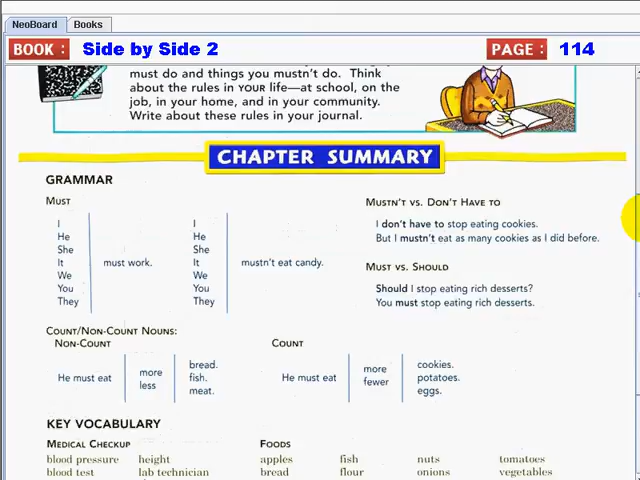 NeoBoard Books
BOOK : Side by Side 2 PAGE : 114
must do and things you mustn't do. Think
about the rules in YOUR life—at school, on the
job, in your home, and in your community.
Write about these rules in your journal.
CHAPTER SUMMARY
GRAMMAR
MUST
I
He
She
It
We
You
They
must work.
I
He
She
It
We
You
They
mustn't eat candy.
MUSTN'T VS. DON'T HAVE TO
I don't have to stop eating cookies.
But I mustn't eat as many cookies as I did before.
MUST VS. SHOULD
Should I stop eating rich desserts?
You must stop eating rich desserts.
COUNT/NON-COUNT NOUNS:
NON-COUNT
He must eat
more
less
bread.
fish.
meat.
COUNT
He must eat
more
fewer
cookies.
potatoes.
eggs.
KEY VOCABULARY
MEDICAL CHECKUP
blood pressure height
blood test lab technician
FOODS
apples fish nuts tomatoes
bread flour onions vegetables